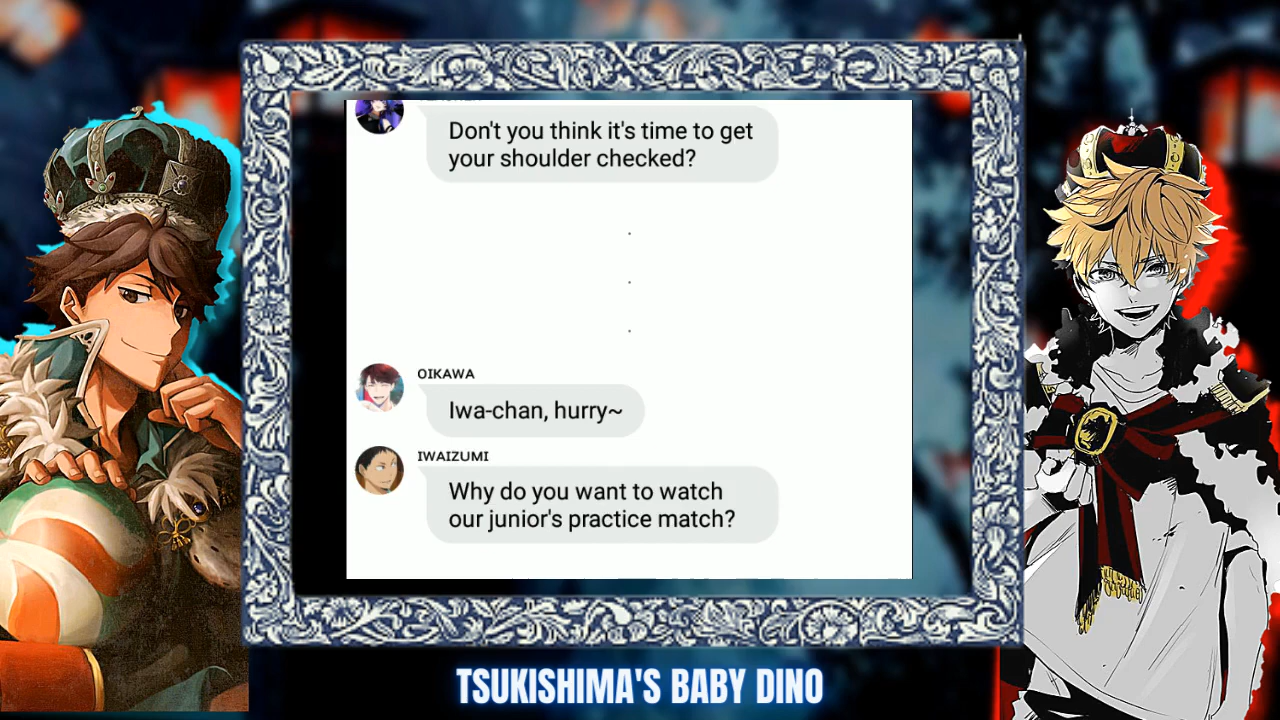 Don't you think it's time to get
your shoulder checked?
.
.
.
OIKAWA
Iwa-chan, hurry~
IWAIZUMI
Why do you want to watch
our junior's practice match?
TSUKISHIMA'S BABY DINO